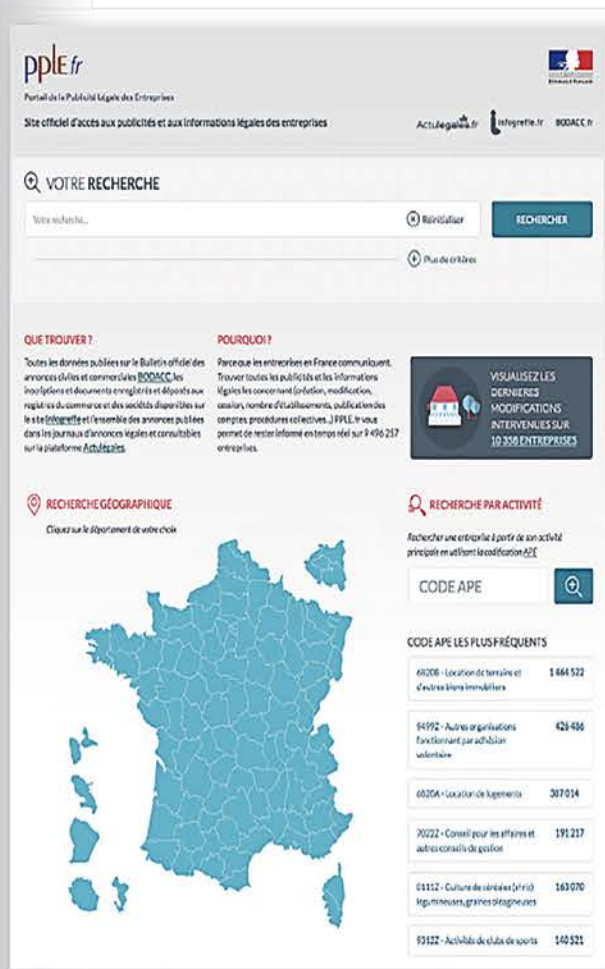 pplE.fr
Portail de la Publicité Légale des Entreprises
Site officiel d'accès aux publicités et aux informations légales des entreprises
Actulegales.fr
Infogreffe.fr
BODACC.fr
VOTRE RECHERCHE
Votre recherche...
Réinitialiser
RECHERCHER
Plus de critères
QUE TROUVER ?
Toutes les données publiées sur le Bulletin officiel des
annonces civiles et commerciales BODACC, les
inscriptions et documents enregistrés et déposés aux
registres du commerce et des sociétés disponibles sur
le site Infogreffe et l'ensemble des annonces publiées
dans les journaux d'annonces légales et consultables
sur la plateforme Actulégales.
POURQUOI ?
Parce que les entreprises en France communiquent.
Trouver toutes les publicités et les informations
légales les concernant (création, modification,
cession, nombre d'établissements, publication des
comptes, procédures collectives...) PPLE.fr vous
permet de rester informé en temps réel sur 9 496 257
entreprises.
VISUALISEZ LES
DERNIERES
MODIFICATIONS
INTERVENUES SUR
10 358 ENTREPRISES
RECHERCHE GÉOGRAPHIQUE
Cliquez sur le département de votre choix
RECHERCHE PAR ACTIVITÉ
Rechercher une entreprise à partir de son activité
principale en utilisant la codification APE
CODE APE
CODE APE LES PLUS FRÉQUENTS
6820B - Location de terrains et 1 464 522
d'autres biens immobiliers
9499Z - Autres organisations 426 486
fonctionnant par adhésion
volontaire
6820A - Location de logements 387 014
7022Z - Conseil pour les affaires et 191 217
autres conseils de gestion
0111Z - Culture de céréales (sf riz) 163 070
légumineuses, graines oléagineuses
9312Z - Activités de clubs de sports 140 521